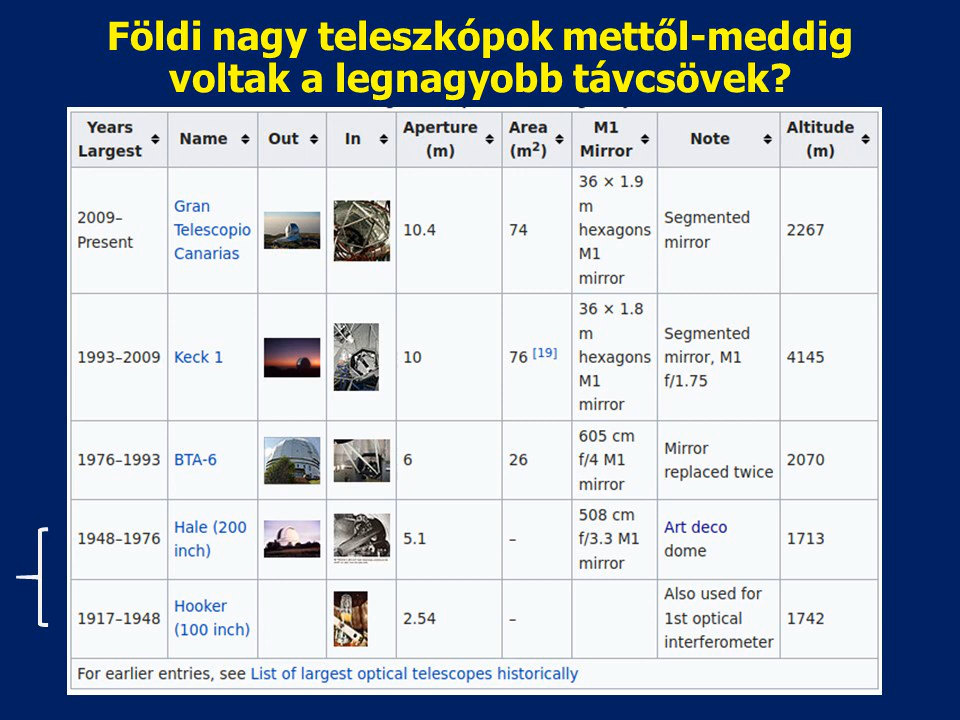 Földi nagy teleszkópok mettől-meddig
voltak a legnagyobb távcsövek?
Years Largest Name Out In Aperture (m) Area (m²) M1 Mirror Note Altitude (m)
2009–Present Gran Telescopio Canarias 10.4 74 36 × 1.9 m hexagons M1 mirror Segmented mirror 2267
1993–2009 Keck 1 10 76 [19] 36 × 1.8 m hexagons M1 mirror Segmented mirror, M1 f/1.75 4145
1976–1993 BTA-6 6 26 605 cm f/4 M1 mirror Mirror replaced twice 2070
1948–1976 Hale (200 inch) 5.1 – 508 cm f/3.3 M1 mirror Art deco dome 1713
1917–1948 Hooker (100 inch) 2.54 – Also used for 1st optical interferometer 1742
For earlier entries, see List of largest optical telescopes historically